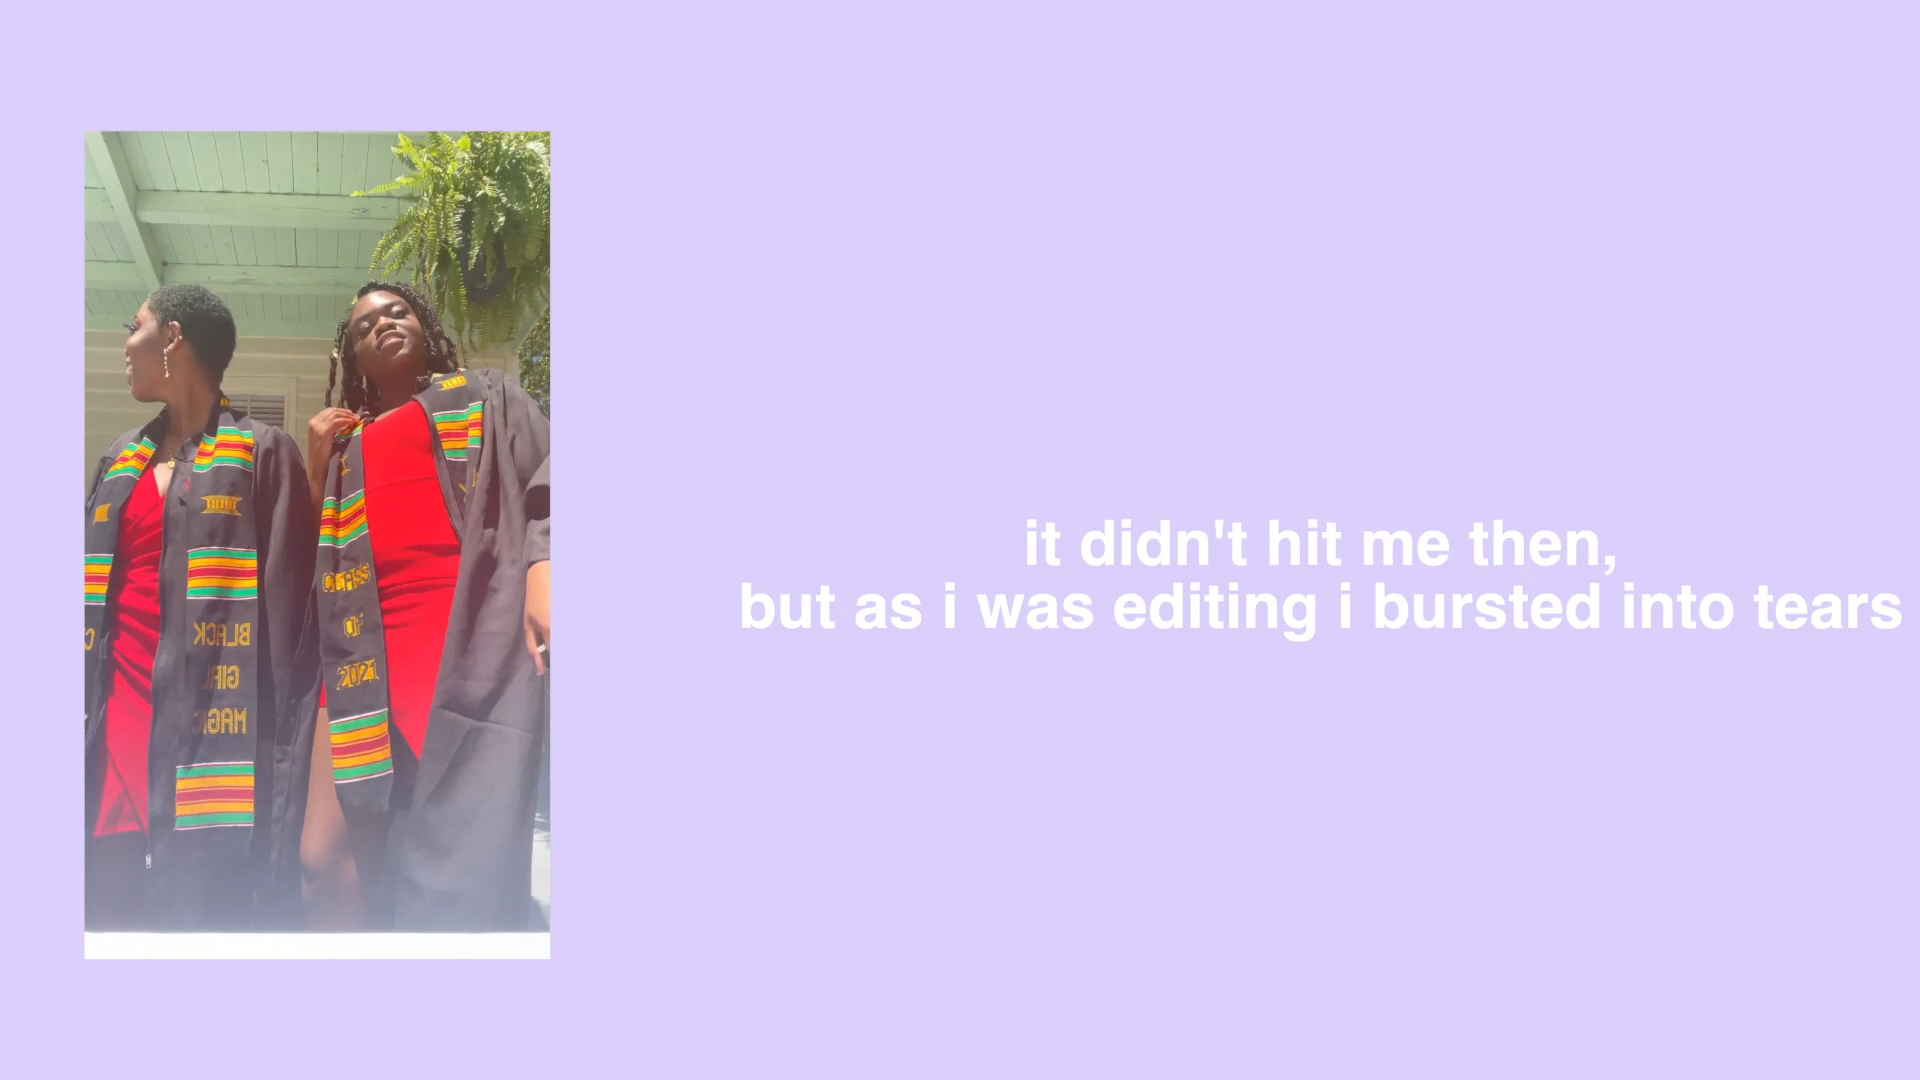 BLACK
GIRL
MAGIC
CLASS
OF
2021
it didn't hit me then,
but as i was editing i bursted into tears